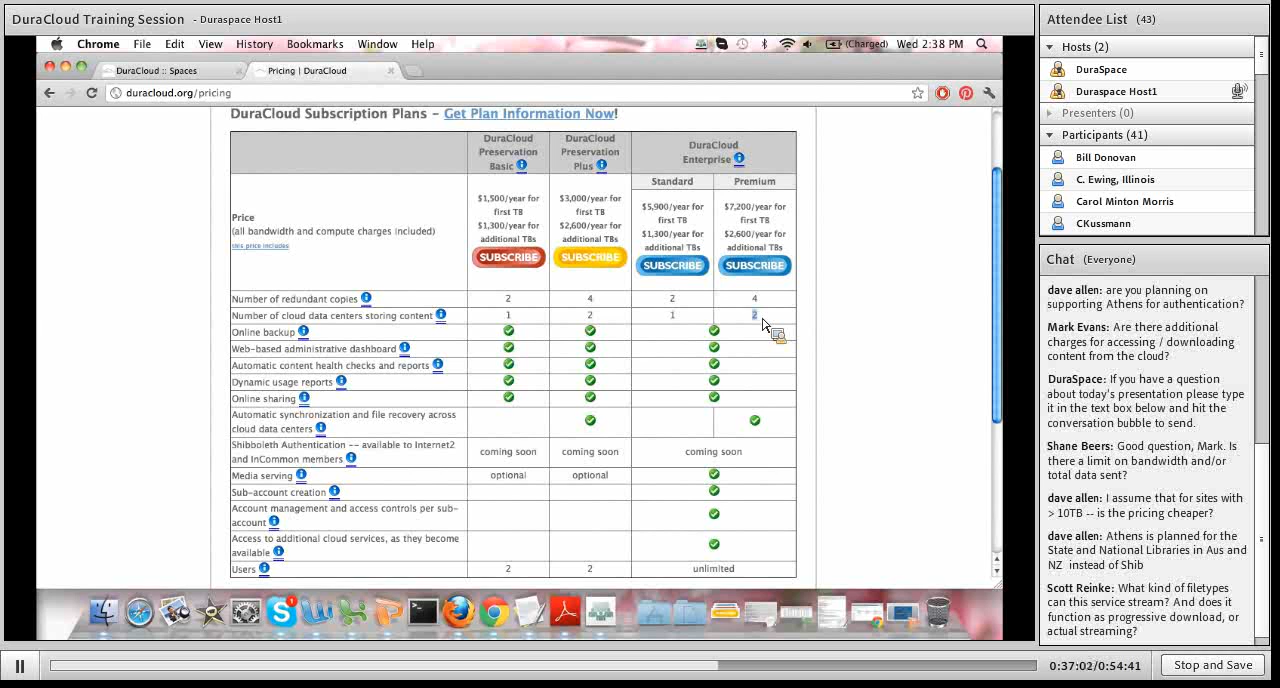 DuraCloud Training Session - Duraspace Host1
Chrome File Edit View History Bookmarks Window Help (Charged) Wed 2:38 PM
DuraCloud :: Spaces Pricing | DuraCloud
duracloud.org/pricing
DuraCloud Subscription Plans – Get Plan Information Now!
DuraCloud Preservation Basic
DuraCloud Preservation Plus
DuraCloud Enterprise
Standard Premium
Price
(all bandwidth and compute charges included)
this price includes
$1,500/year for
first TB
$1,300/year for
additional TBs
SUBSCRIBE
$3,000/year for
first TB
$2,600/year for
additional TBs
SUBSCRIBE
$5,900/year for
first TB
$1,300/year for
additional TBs
SUBSCRIBE
$7,200/year for
first TB
$2,600/year for
additional TBs
SUBSCRIBE
Number of redundant copies 2 4 2 4
Number of cloud data centers storing content 1 2 1 2
Online backup
Web-based administrative dashboard
Automatic content health checks and reports
Dynamic usage reports
Online sharing
Automatic synchronization and file recovery across
cloud data centers
Shibboleth Authentication -- available to Internet2
and InCommon members coming soon coming soon coming soon
Media serving optional optional
Sub-account creation
Account management and access controls per sub-
account
Access to additional cloud services, as they become
available
Users 2 2 unlimited
Attendee List (43)
Hosts (2)
DuraSpace
Duraspace Host1
Presenters (0)
Participants (41)
Bill Donovan
C. Ewing, Illinois
Carol Minton Morris
CKussmann
Chat (Everyone)
dave allen: are you planning on
supporting Athens for authentication?
Mark Evans: Are there additional
charges for accessing / downloading
content from the cloud?
DuraSpace: If you have a question
about today's presentation please type
it in the text box below and hit the
conversation bubble to send.
Shane Beers: Good question, Mark. Is
there a limit on bandwidth and/or
total data sent?
dave allen: I assume that for sites with
> 10TB -- is the pricing cheaper?
dave allen: Athens is planned for the
State and National Libraries in Aus and
NZ instead of Shib
Scott Reinke: What kind of filetypes
can this service stream? And does it
function as progressive download, or
actual streaming?
0:37:02/0:54:41 Stop and Save